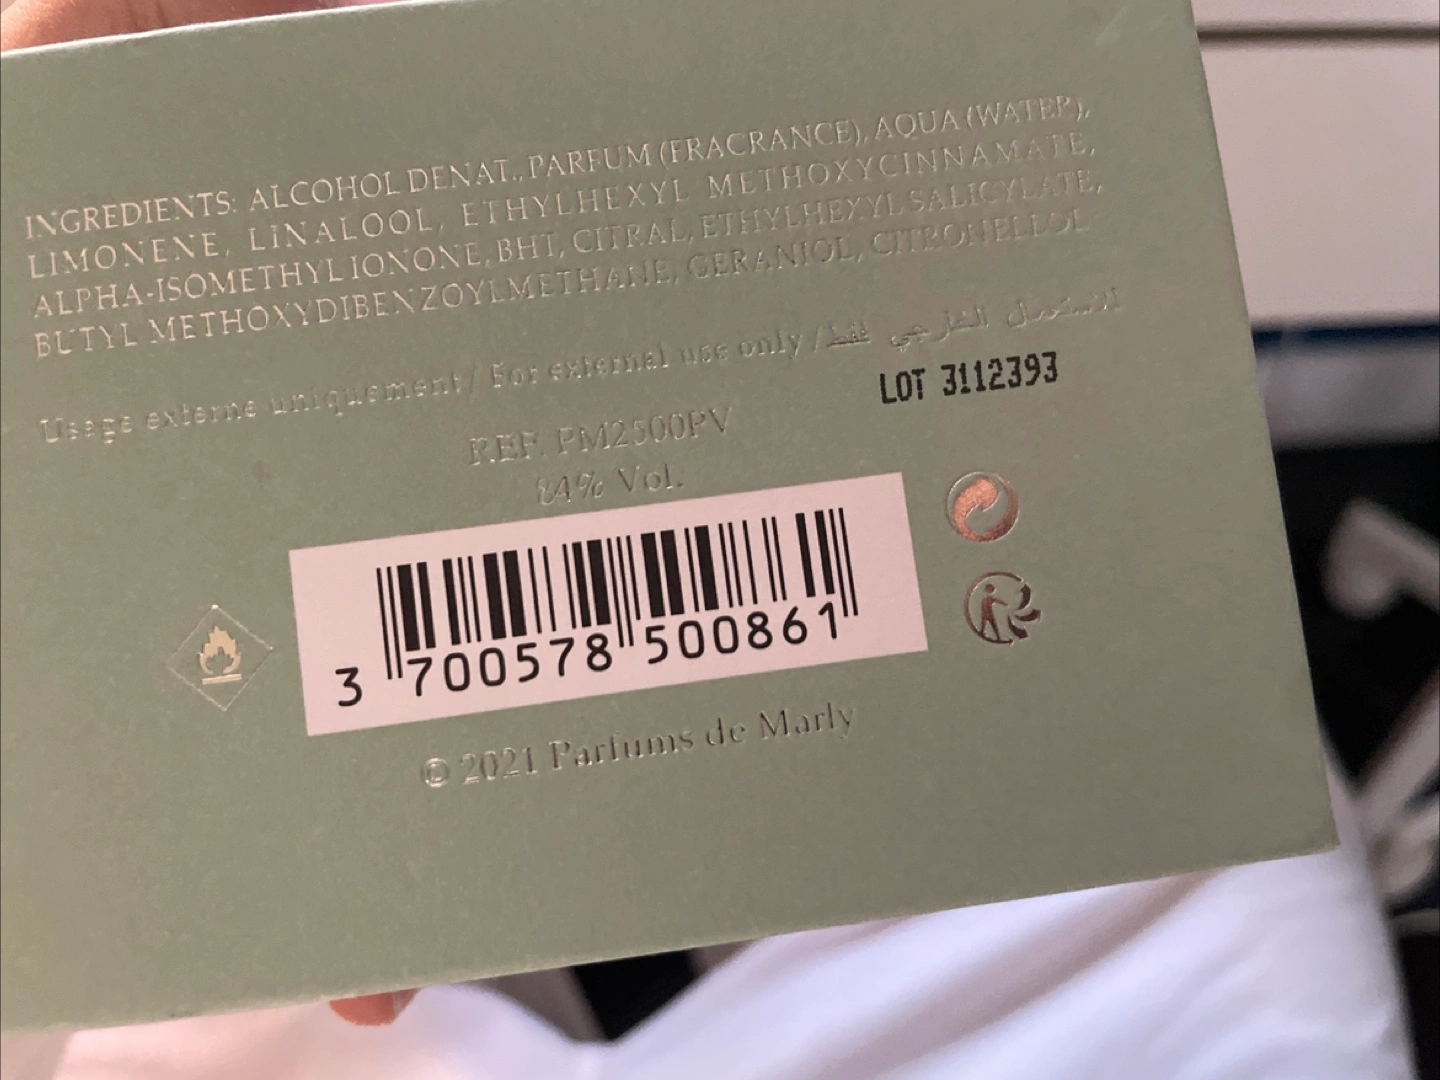 INGREDIENTS: ALCOHOL DENAT., PARFUM (FRAGRANCE), AQUA (WATER),
LIMONENE, LINALOOL, ETHYLHEXYL METHOXYCINNAMATE,
ALPHA-ISOMETHYL IONONE, BHT, CITRAL, ETHYLHEXYL SALICYLATE,
BUTYL METHOXYDIBENZOYLMETHANE, GERANIOL, CITRONELLOL
Usage externe uniquement / For external use only / للاستعمال الخارجي فقط
LOT 3112393
REF. PM2500PV
84% Vol.
3 700578 500861
© 2021 Parfums de Marly